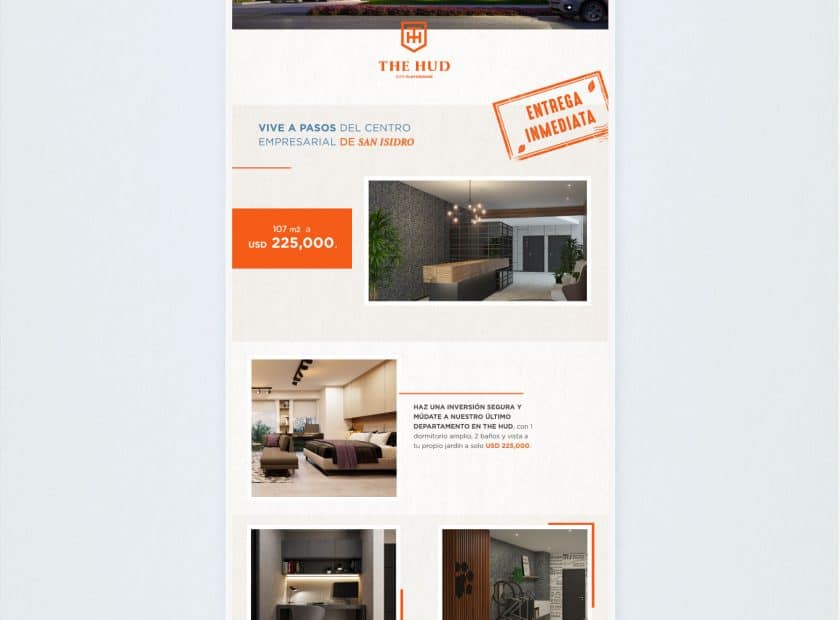 THE HUD
CITY PLAYGROUND
ENTREGA
INMEDIATA
VIVE A PASOS DEL CENTRO
EMPRESARIAL DE SAN ISIDRO
107 m2 a
USD 225,000.
HAZ UNA INVERSIÓN SEGURA Y
MÚDATE A NUESTRO ÚLTIMO
DEPARTAMENTO EN THE HUD, con 1
dormitorio amplio, 2 baños y vista a
tu propio jardín a solo USD 225,000